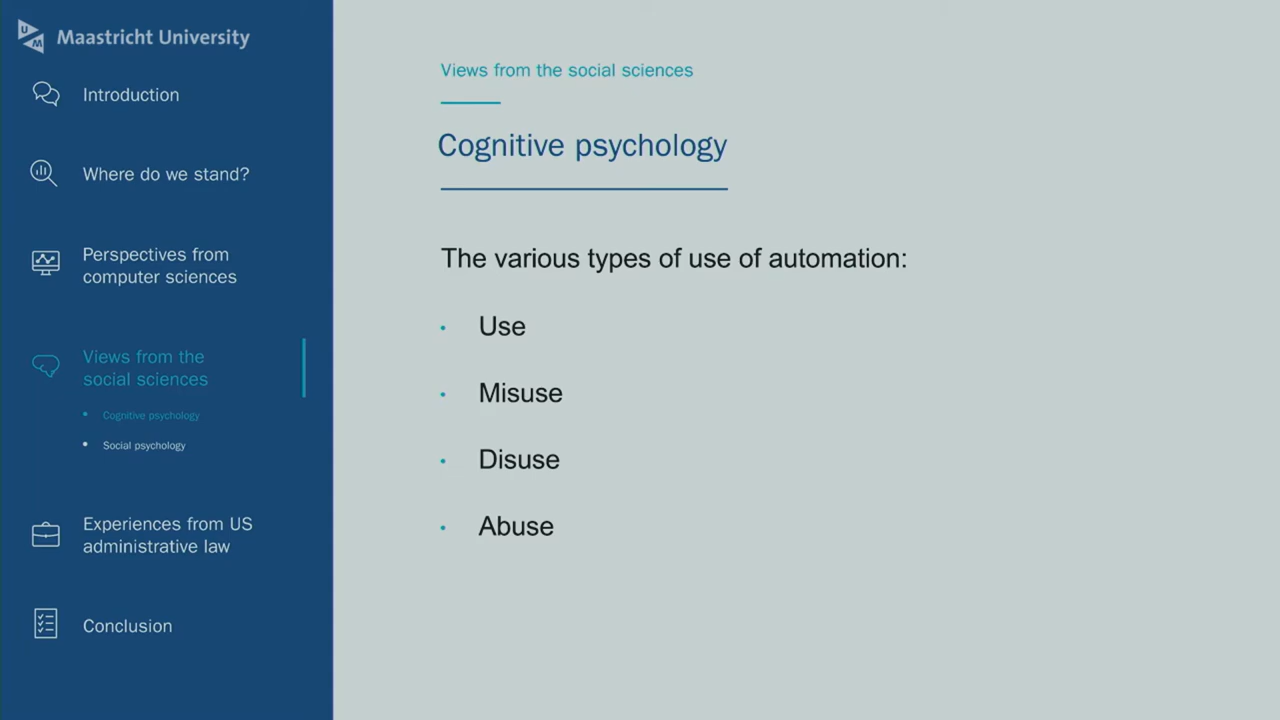 UM
Maastricht University
Introduction
Where do we stand?
Perspectives from
computer sciences
Views from the
social sciences
• Cognitive psychology
• Social psychology
Experiences from US
administrative law
Conclusion
Views from the social sciences
Cognitive psychology
The various types of use of automation:
• Use
• Misuse
• Disuse
• Abuse